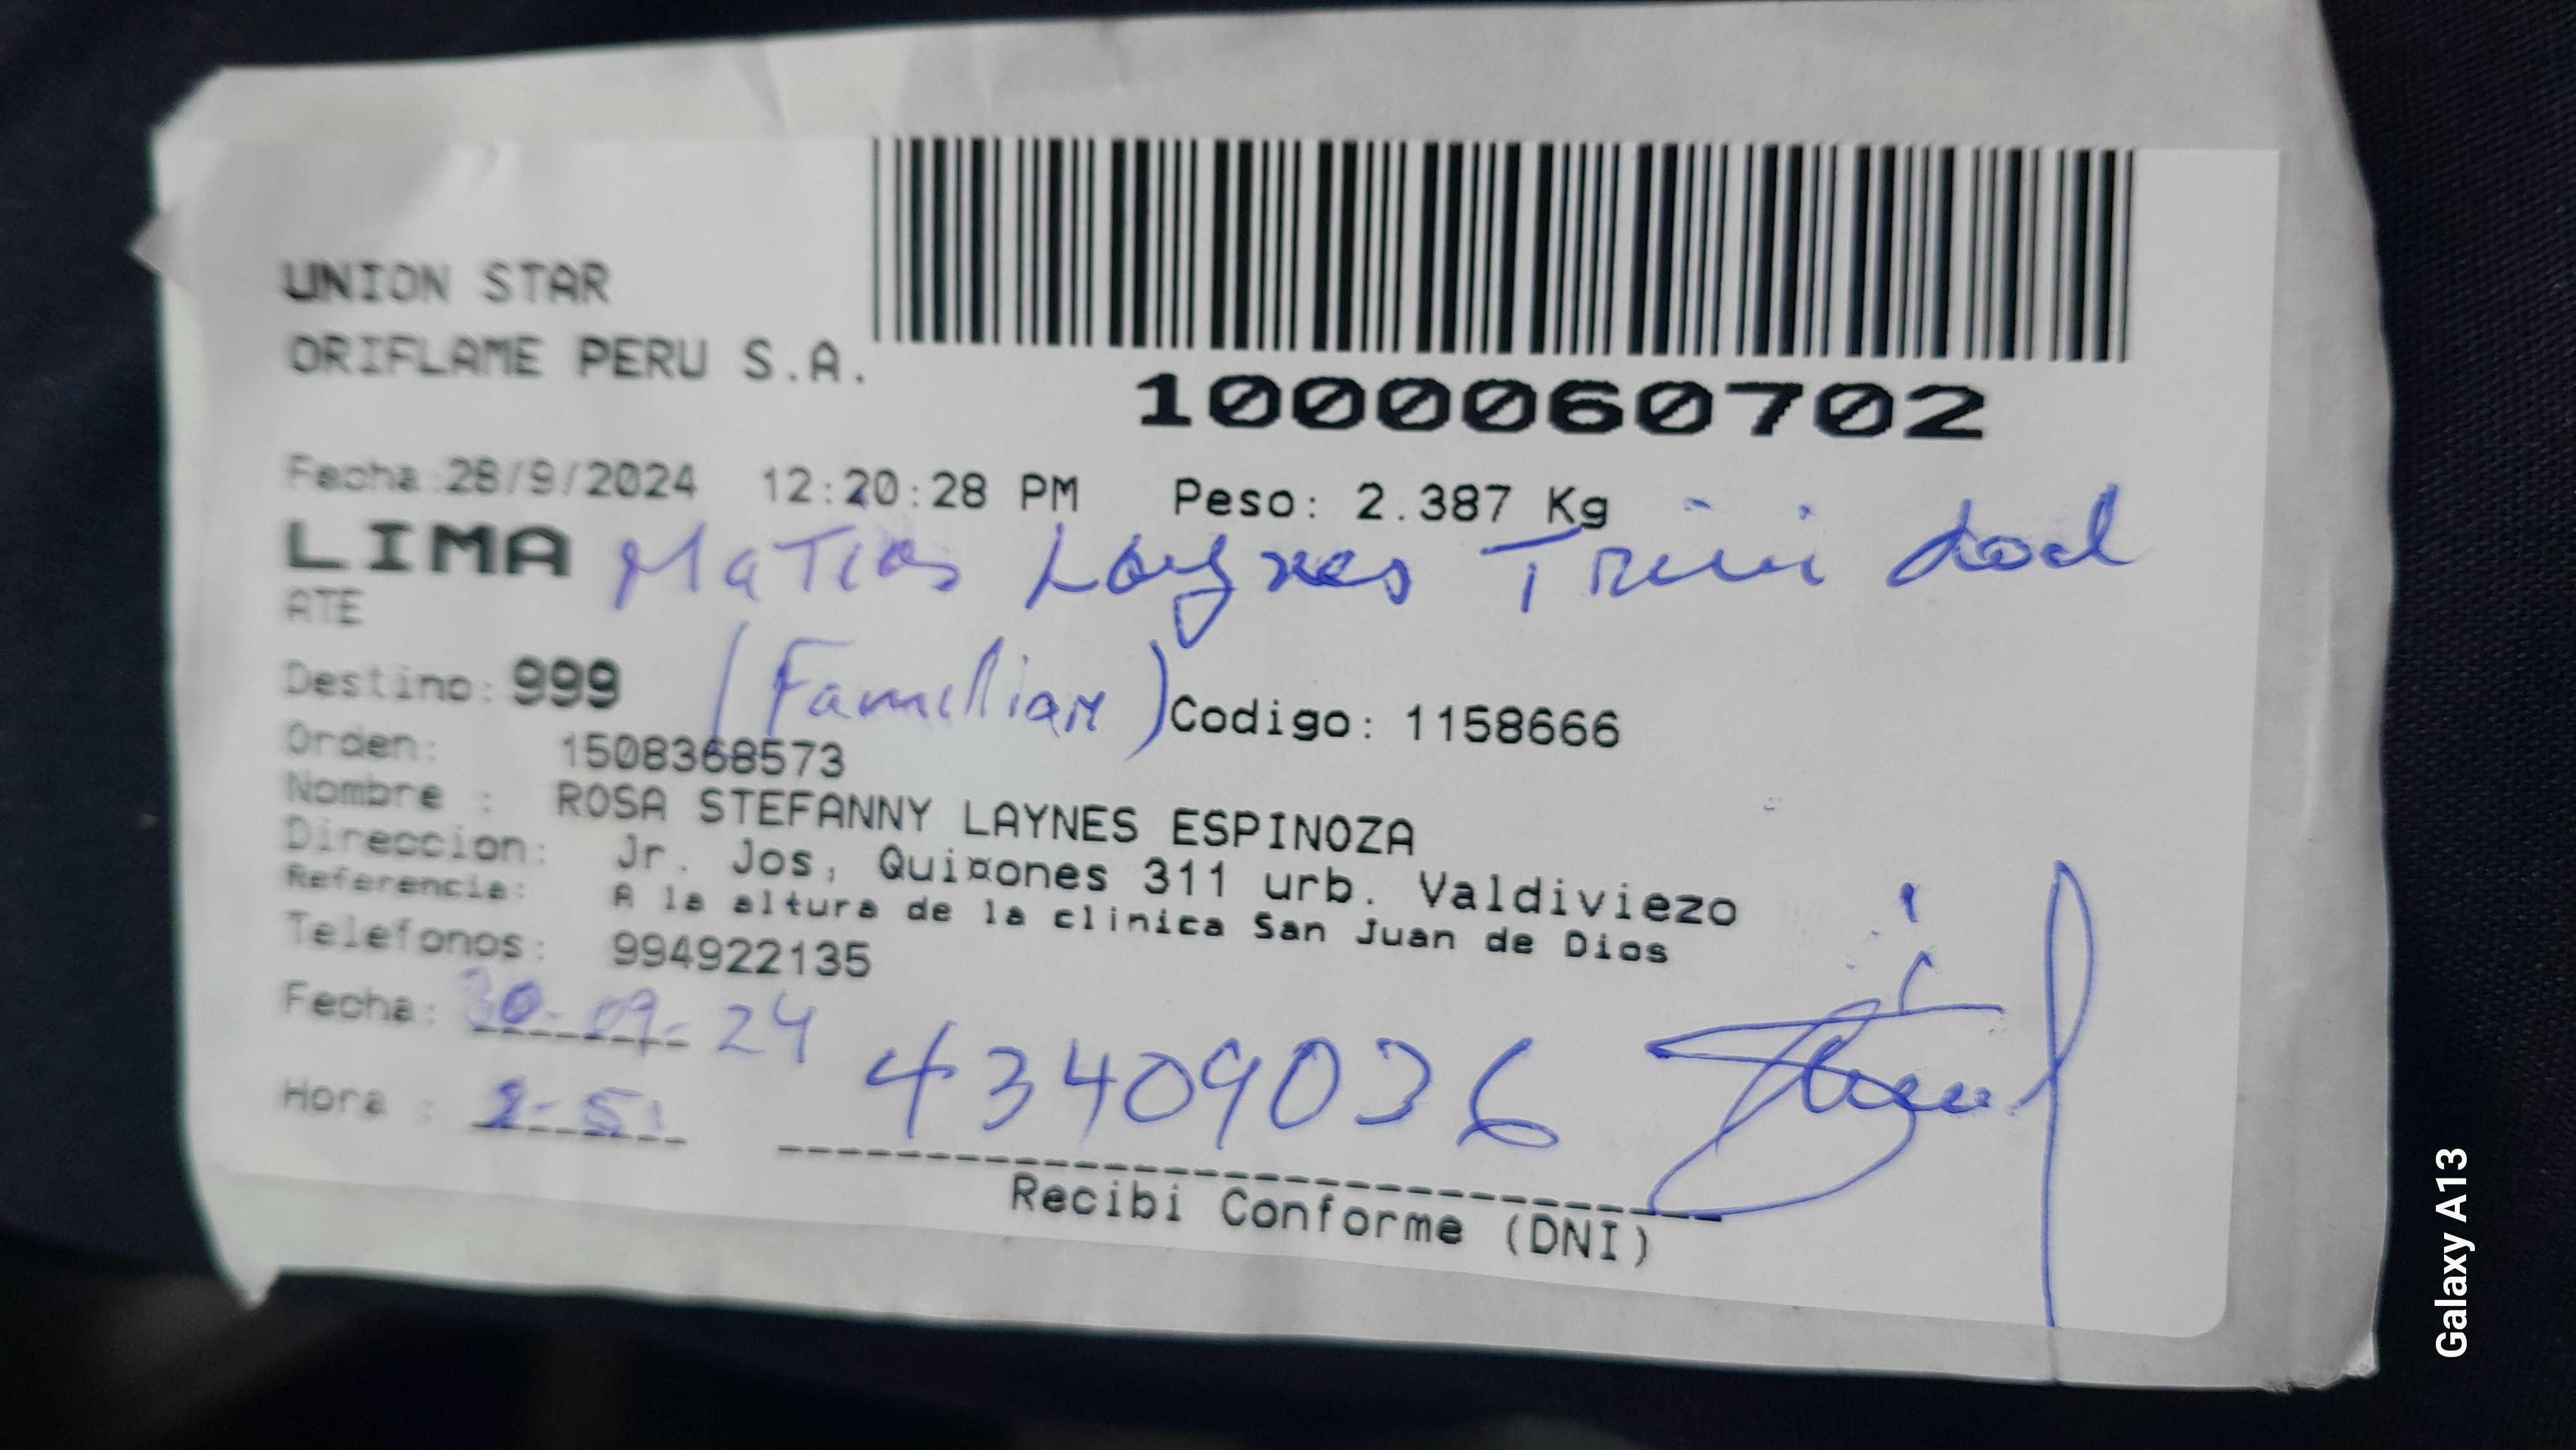 UNION STAR
ORIFLAME PERU S.A.
1000060702
Fecha:28/9/2024 12:20:28 PM Peso: 2.387 Kg
LIMA Matias Laynes Trinidad
ATE
Destino: 999 (Familiar) Codigo: 1158666
Orden: 1508368573
Nombre : ROSA STEFANNY LAYNES ESPINOZA
Direccion: Jr. Jos, Qui¤ones 311 urb. Valdiviezo
Referencia: A la altura de la clinica San Juan de Dios
Telefonos: 994922135
Fecha: 30-09-24
Hora : 43409036
Recibi Conforme (DNI)
Galaxy A13